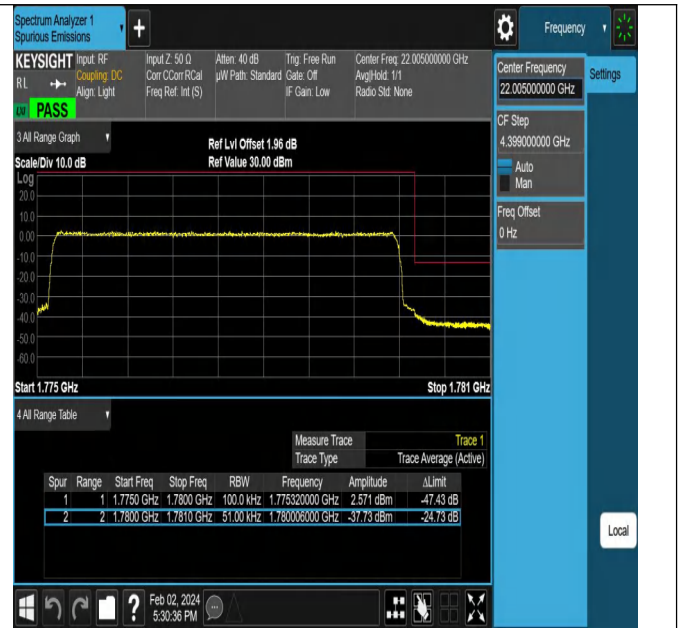 Spectrum Analyzer 1
Spurious Emissions
+
Frequency
KEYSIGHT Input: RF Input Z: 50 Ω Atten: 40 dB Trig: Free Run Center Freq: 22.005000000 GHz
RL Coupling: DC Corr CCorr RCal µW Path: Standard Gate: Off Avg|Hold: 1/1
Align: Light Freq Ref: Int (S) IF Gain: Low Radio Std: None
PASS
Center Frequency
22.005000000 GHz
Settings
CF Step
4.399000000 GHz
Auto
Man
Freq Offset
0 Hz
3 All Range Graph
Ref Lvl Offset 1.96 dB
Scale/Div 10.0 dB Ref Value 30.00 dBm
Log
20.0
10.0
0.00
-10.0
-20.0
-30.0
-40.0
-50.0
-60.0
Start 1.775 GHz Stop 1.781 GHz
4 All Range Table
Measure Trace Trace 1
Trace Type Trace Average (Active)
Spur Range Start Freq Stop Freq RBW Frequency Amplitude ΔLimit
1 1 1.7750 GHz 1.7800 GHz 100.0 kHz 1.775320000 GHz 2.571 dBm -47.43 dB
2 2 1.7800 GHz 1.7810 GHz 51.00 kHz 1.780006000 GHz -37.73 dBm -24.73 dB
Local
? Feb 02, 2024
5:30:36 PM